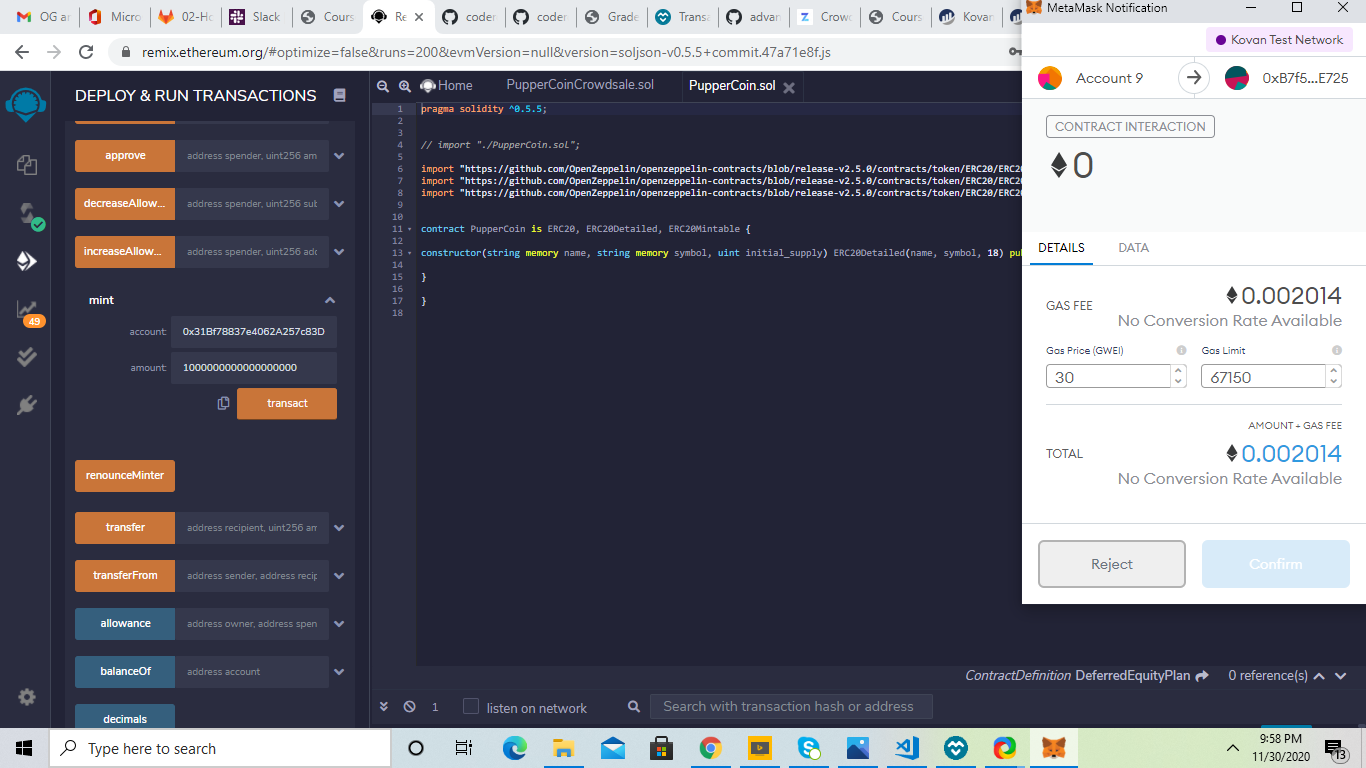 OG ar
Micro
02-Ho
Slack
Cours
Re
coder
coder
Grade
Transa
advan
Crowd
Cours
Kovan
MetaMask Notification
remix.ethereum.org/#optimize=false&runs=200&evmVersion=null&version=soljson-v0.5.5+commit.47a71e8f.js
Kovan Test Network
Account 9
0xB7f5...E725
CONTRACT INTERACTION
0
DETAILS
DATA
GAS FEE
0.002014
No Conversion Rate Available
Gas Price (GWEI)
Gas Limit
30
67150
AMOUNT + GAS FEE
TOTAL
0.002014
No Conversion Rate Available
Reject
Confirm
DEPLOY & RUN TRANSACTIONS
approve
address spender, uint256 am
decreaseAllow...
address spender, uint256 sub
increaseAllow...
address spender, uint256 adc
mint
account:
0x31Bf78837e4062A257c83D
amount:
1000000000000000000
transact
49
renounceMinter
transfer
address recipient, uint256 am
transferFrom
address sender, address recip
allowance
address owner, address spen
balanceOf
address account
decimals
Home
PupperCoinCrowdsale.sol
PupperCoin.sol
1 pragma solidity ^0.5.5;
2
3
4 // import "./PupperCoin.sol";
5
6 import "https://github.com/OpenZeppelin/openzeppelin-contracts/blob/release-v2.5.0/contracts/token/ERC20/ERC20
7 import "https://github.com/OpenZeppelin/openzeppelin-contracts/blob/release-v2.5.0/contracts/token/ERC20/ERC20
8 import "https://github.com/OpenZeppelin/openzeppelin-contracts/blob/release-v2.5.0/contracts/token/ERC20/ERC20
9
10
11 contract PupperCoin is ERC20, ERC20Detailed, ERC20Mintable {
12
13 constructor(string memory name, string memory symbol, uint initial_supply) ERC20Detailed(name, symbol, 18) pu
14
15 }
16
17 }
18
ContractDefinition DeferredEquityPlan
0 reference(s)
1
listen on network
Search with transaction hash or address
Type here to search
9:58 PM
11/30/2020
13